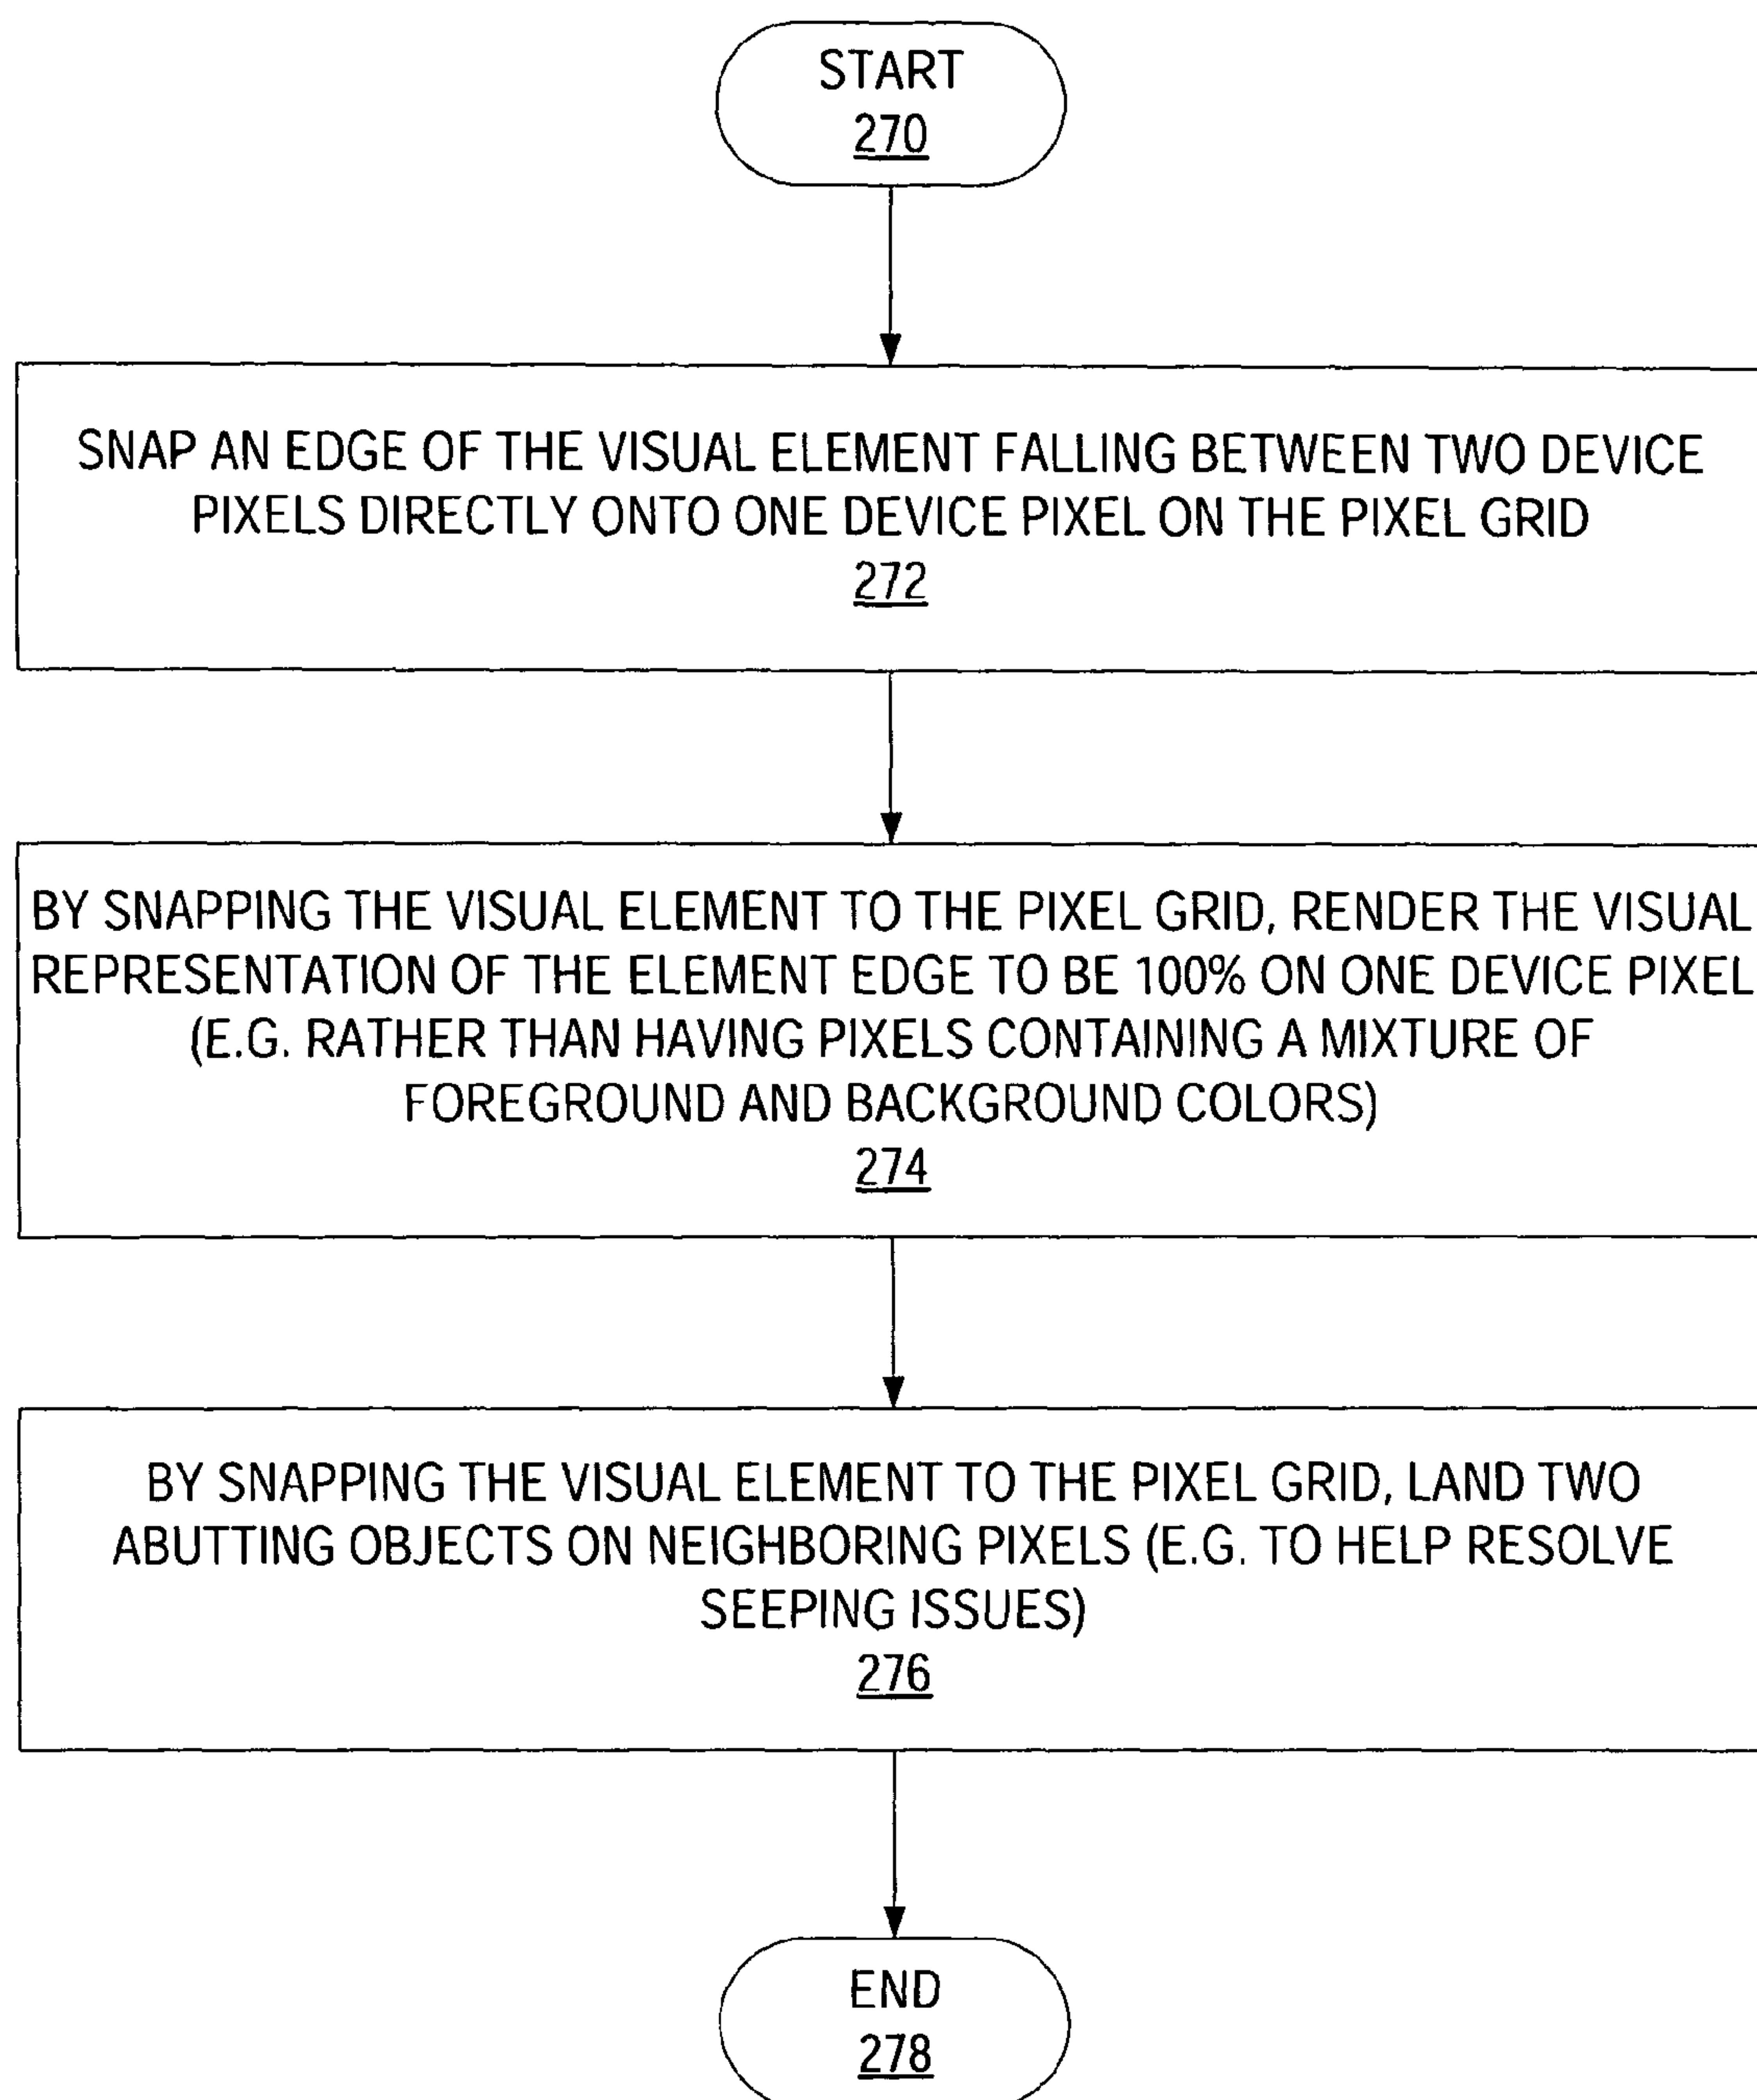 START
270
SNAP AN EDGE OF THE VISUAL ELEMENT FALLING BETWEEN TWO DEVICE
PIXELS DIRECTLY ONTO ONE DEVICE PIXEL ON THE PIXEL GRID
272
BY SNAPPING THE VISUAL ELEMENT TO THE PIXEL GRID, RENDER THE VISUAL
REPRESENTATION OF THE ELEMENT EDGE TO BE 100% ON ONE DEVICE PIXEL
(E.G. RATHER THAN HAVING PIXELS CONTAINING A MIXTURE OF
FOREGROUND AND BACKGROUND COLORS)
274
BY SNAPPING THE VISUAL ELEMENT TO THE PIXEL GRID, LAND TWO
ABUTTING OBJECTS ON NEIGHBORING PIXELS (E.G. TO HELP RESOLVE
SEEPING ISSUES)
276
END
278